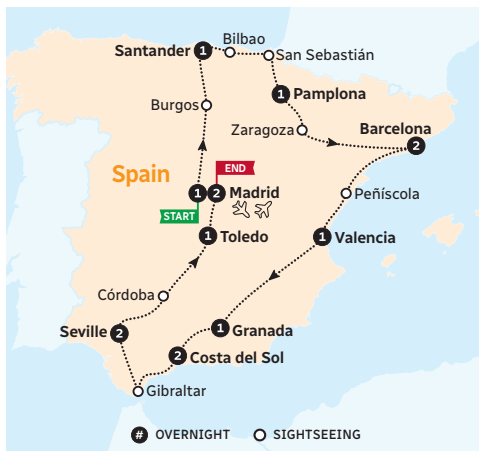 Bilbao
Santander 1
San Sebastián
1 Pamplona
Burgos
Zaragoza
Barcelona
2
Spain
END
1 2 Madrid
Peñíscola
START
1 Toledo
1 Valencia
Córdoba
Seville 2
1 Granada
2 Costa del Sol
Gibraltar
# OVERNIGHT
SIGHTSEEING